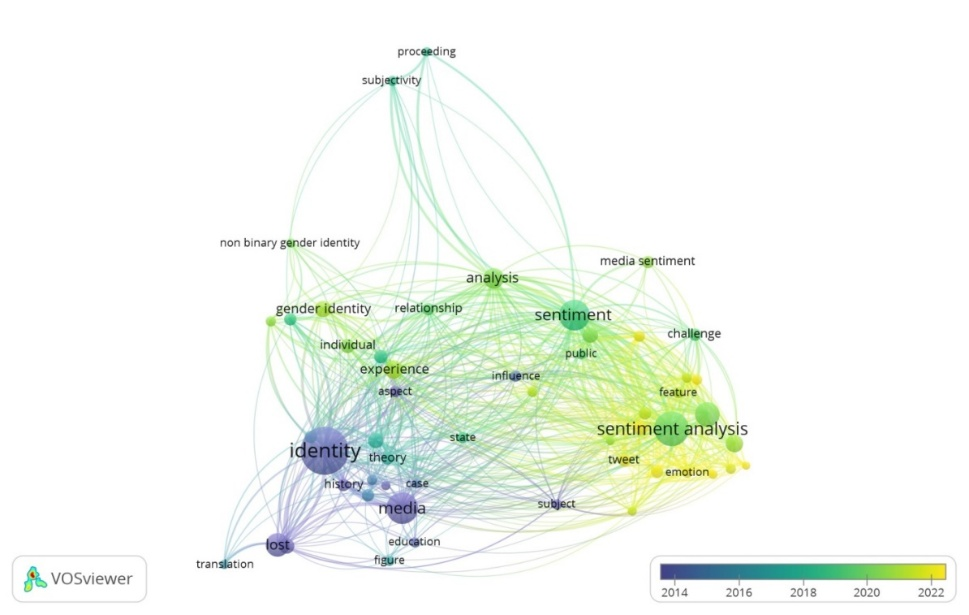 proceeding
subjectivity
non binary gender identity
media sentiment
analysis
gender identity
relationship
sentiment
challenge
individual
public
experience
influence
aspect
feature
sentiment analysis
state
identity
theory
tweet
emotion
history
case
media
subject
education
lost
figure
translation
VOSviewer
2014 2016 2018 2020 2022